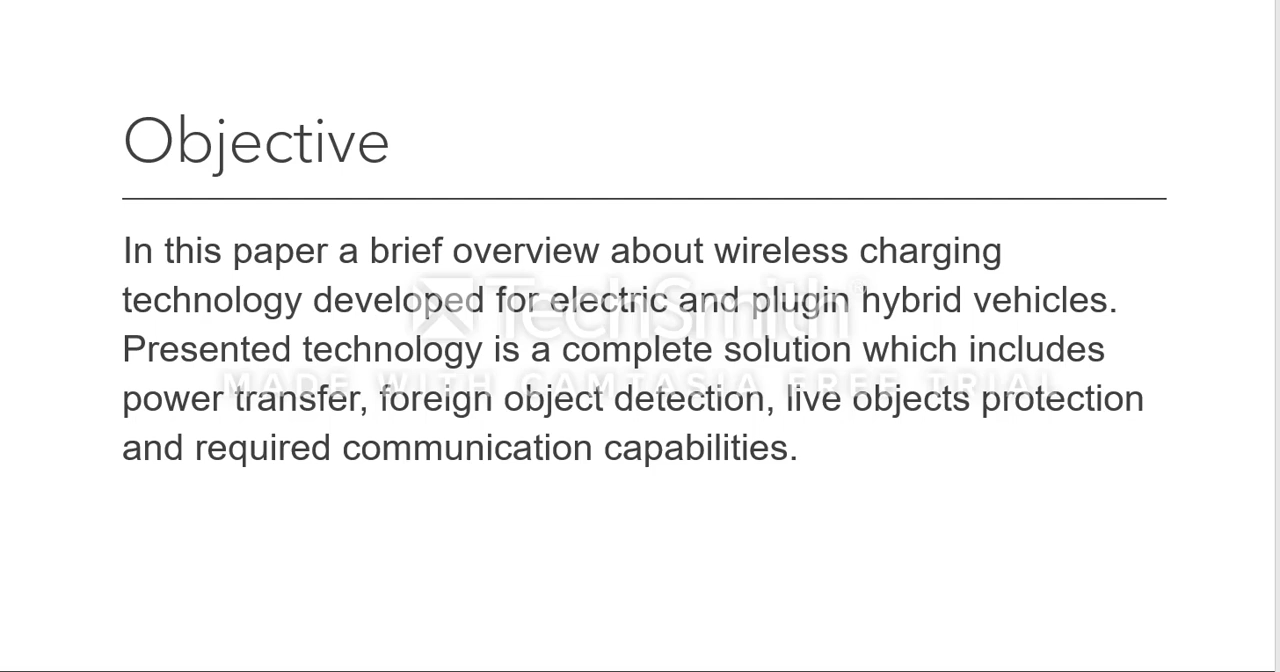 Objective
In this paper a brief overview about wireless charging
technology developed for electric and plugin hybrid vehicles.
Presented technology is a complete solution which includes
power transfer, foreign object detection, live objects protection
and required communication capabilities.
TechSmith®
MADE WITH CAMTASIA FREE TRIAL